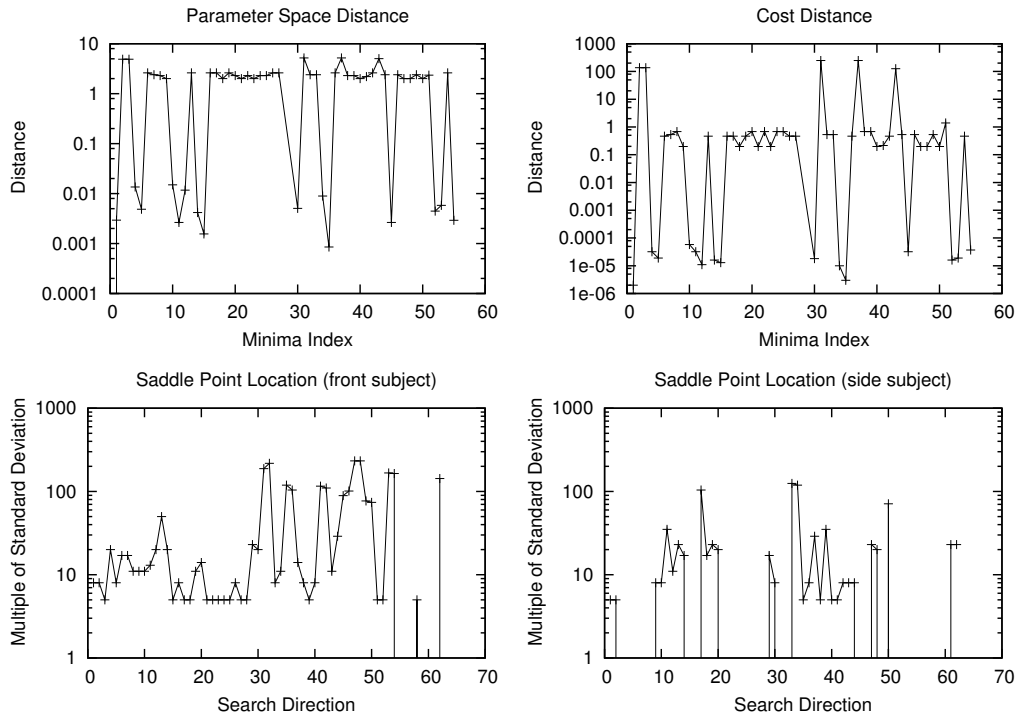 Parameter Space Distance
10
1
0.1
0.01
0.001
0.0001
Distance
0 10 20 30 40 50 60
Minima Index
Cost Distance
1000
100
10
1
0.1
0.01
0.001
0.0001
1e-05
1e-06
Distance
0 10 20 30 40 50 60
Minima Index
Saddle Point Location (front subject)
1000
100
10
1
Multiple of Standard Deviation
0 10 20 30 40 50 60 70
Search Direction
Saddle Point Location (side subject)
1000
100
10
1
Multiple of Standard Deviation
0 10 20 30 40 50 60 70
Search Direction